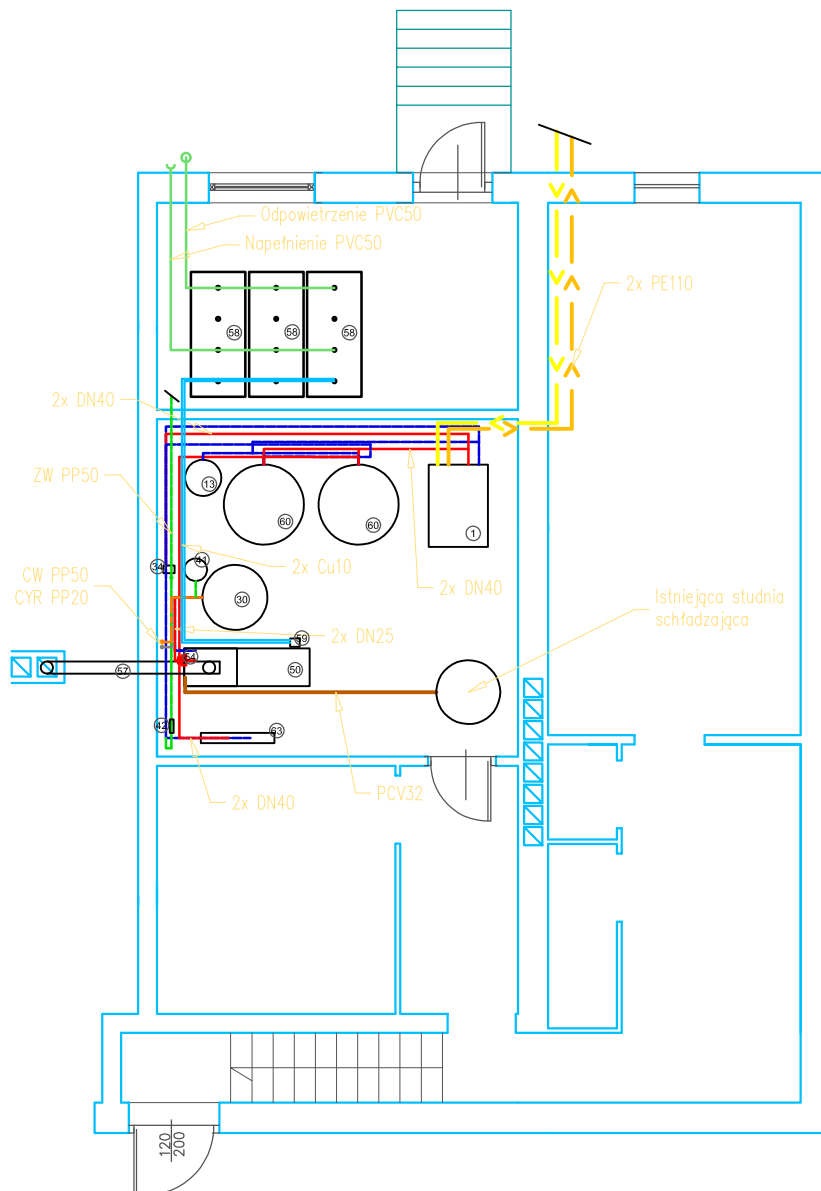 Odpowietrzenie PVC50
Napełnienie PVC50
2x PE110
58
58
58
2x DN40
ZW PP50
13
60
60
1
34
41
2x Cu10
2x DN40
CW PP50
CYR PP20
30
Istniejąca studnia
schładzająca
2x DN25
59
54
57
50
42
63
2x DN40
PCV32
120
200